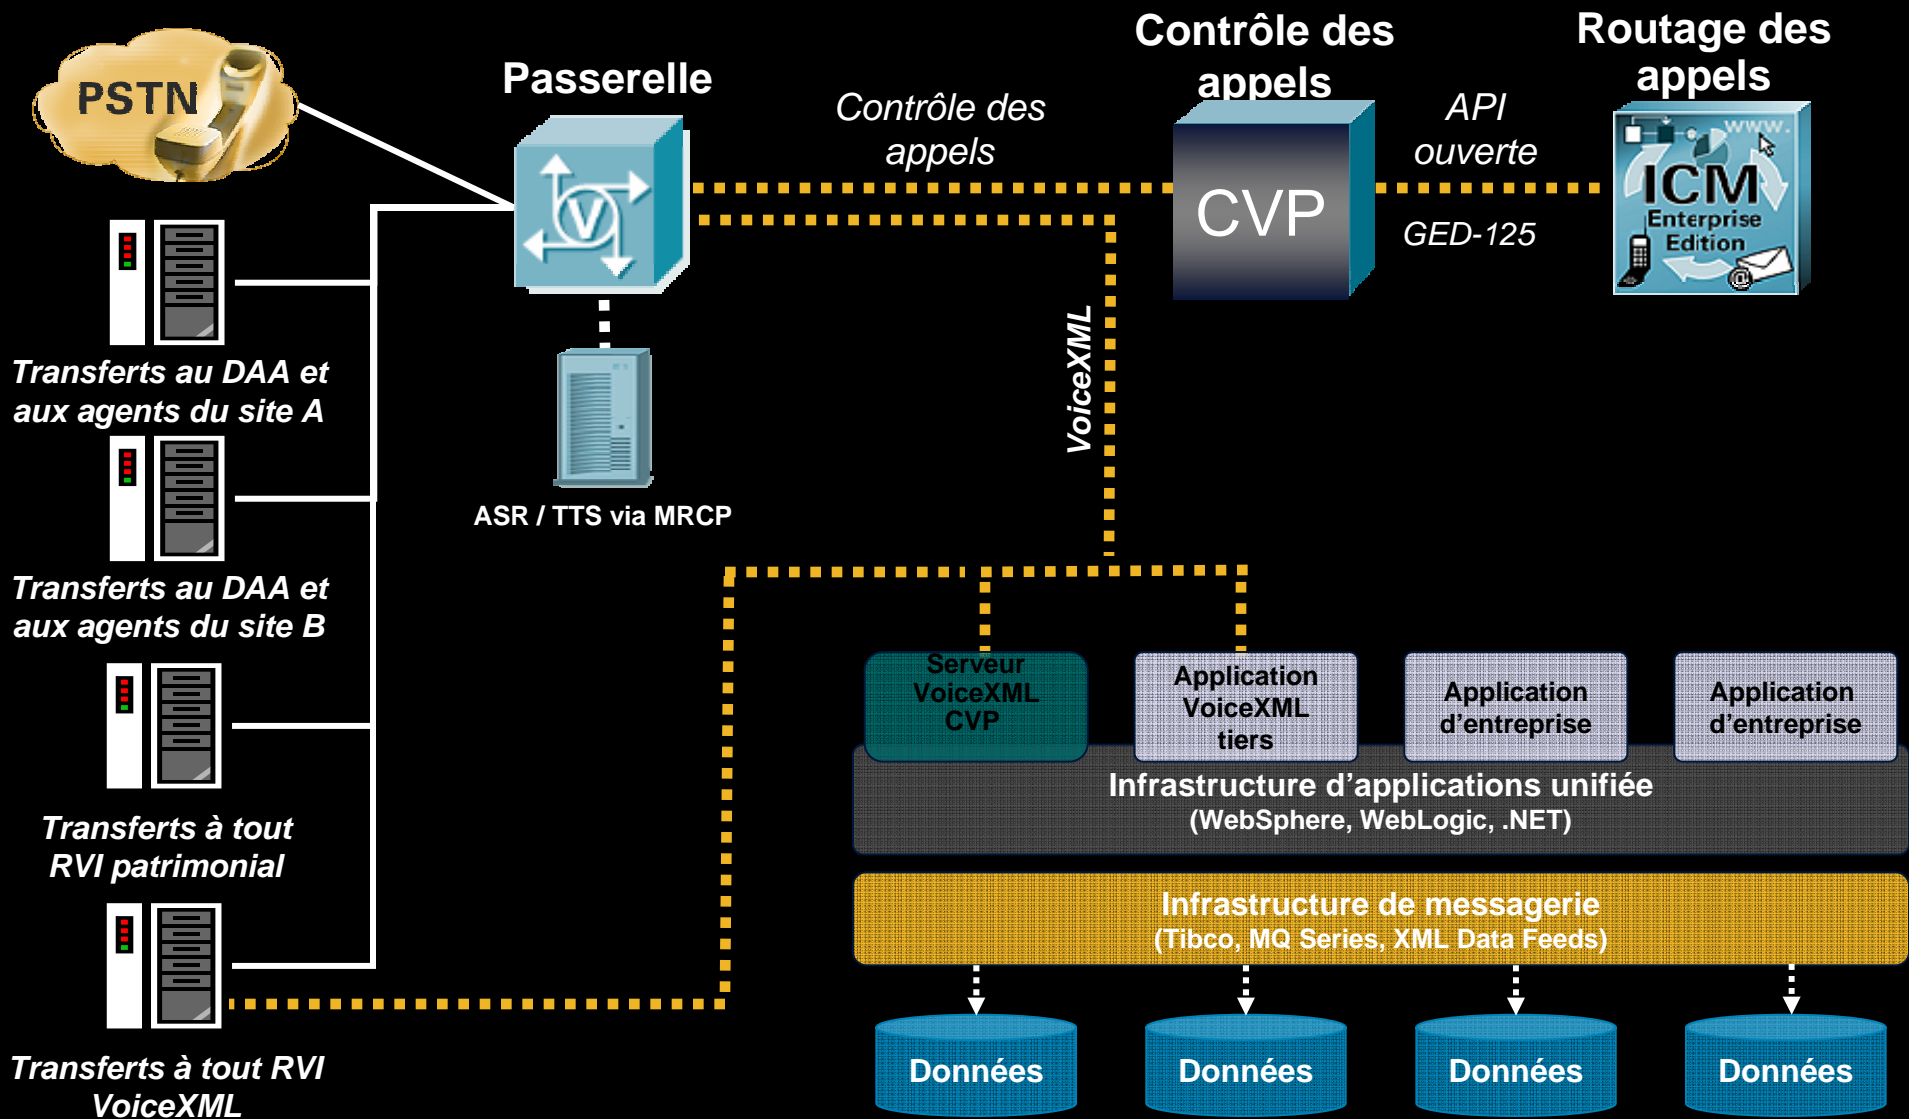 PSTN
Passerelle
Contrôle des
appels
Contrôle des
appels
API
ouverte
GED-125
Routage des
appels
www.
ICM
Enterprise
Edition
@
V
CVP
VoiceXML
ASR / TTS via MRCP
Transferts au DAA et
aux agents du site A
Transferts au DAA et
aux agents du site B
Transferts à tout
RVI patrimonial
Transferts à tout RVI
VoiceXML
Serveur
VoiceXML
CVP
Application
VoiceXML
tiers
Application
d’entreprise
Application
d’entreprise
Infrastructure d’applications unifiée
(WebSphere, WebLogic, .NET)
Infrastructure de messagerie
(Tibco, MQ Series, XML Data Feeds)
Données
Données
Données
Données